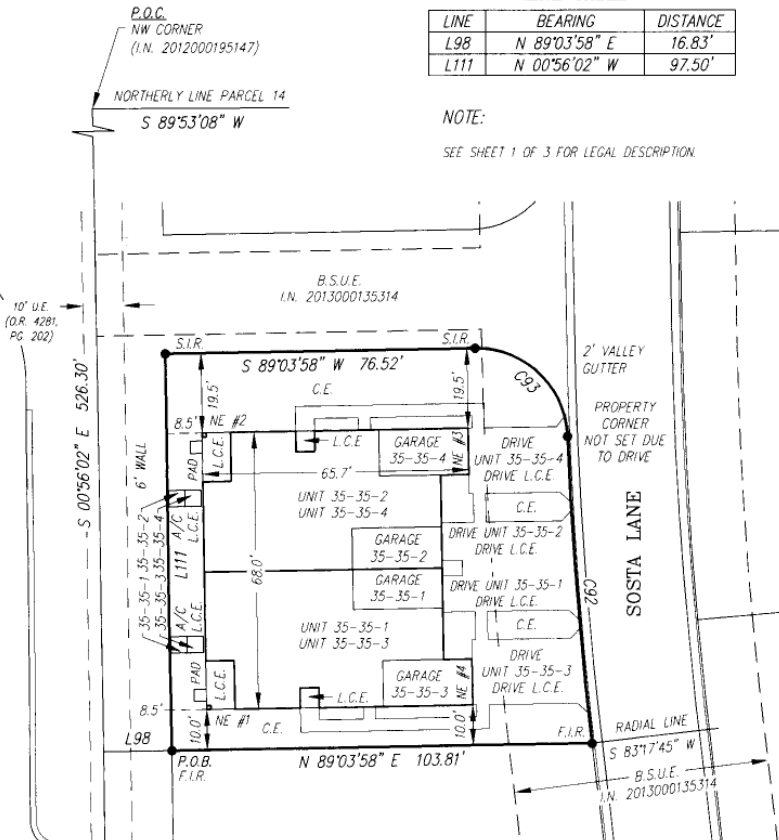 P.O.C.
NW CORNER
(I.N. 2012000195147)
LINE BEARING DISTANCE
L98 N 89°03'58" E 16.83'
L111 N 00°56'02" W 97.50'
NORTHERLY LINE PARCEL 14
S 89°53'08" W
NOTE:
SEE SHEET 1 OF 3 FOR LEGAL DESCRIPTION.
B.S.U.E.
I.N. 2013000135314
10' U.E.
(O.R. 4281,
PG. 202)
S 00°56'02" E 526.30'
S.I.R.
S.I.R.
S 89°03'58" W 76.52'
C93
2' VALLEY
GUTTER
C.E.
19.5'
19.5'
PROPERTY
CORNER
NOT SET DUE
TO DRIVE
8.5'
NE #2
L.C.E
NE #3
6' WALL
PAD
L.C.E.
GARAGE
35-35-4
DRIVE
UNIT 35-35-4
DRIVE L.C.E.
65.7'
UNIT 35-35-2
UNIT 35-35-4
C.E.
35-35-2
35-35-4
A/C
L.C.E.
GARAGE
35-35-2
DRIVE UNIT 35-35-2
DRIVE L.C.E.
L111
68.0'
SOSTA LANE
GARAGE
35-35-1
DRIVE UNIT 35-35-1
DRIVE L.C.E.
C92
35-35-1
35-35-3
A/C
L.C.E.
UNIT 35-35-1
UNIT 35-35-3
C.E.
PAD
L.C.E.
GARAGE
35-35-3
NE #4
DRIVE
UNIT 35-35-3
DRIVE L.C.E.
L.C.E.
8.5'
NE #1
C.E.
10.0'
10.0'
L98
F.I.R.
RADIAL LINE
S 83°17'45" W
P.O.B.
F.I.R.
N 89°03'58" E 103.81'
B.S.U.E.
I.N. 2013000135314